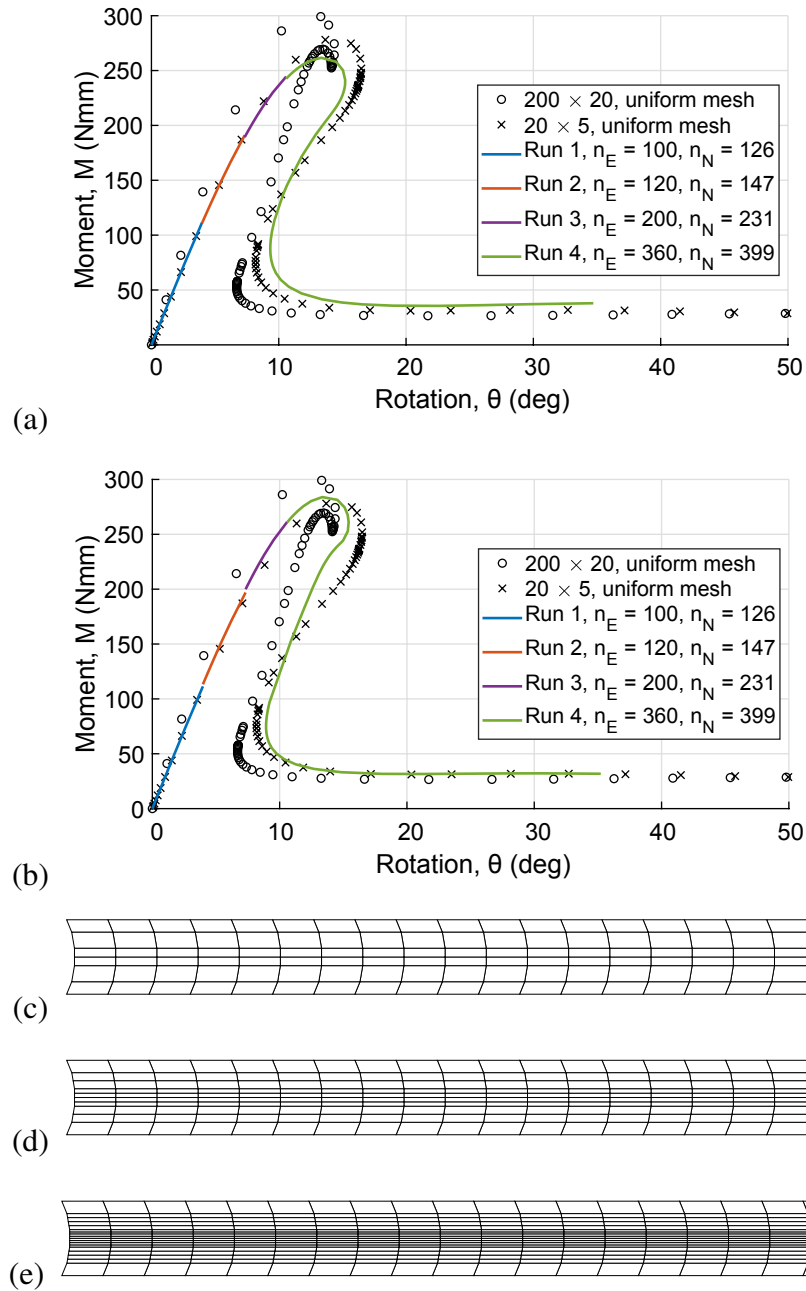 300
250
200
150
100
50
Moment, M (Nmm)
200 × 20, uniform mesh
20 × 5, uniform mesh
Run 1, n_E = 100, n_N = 126
Run 2, n_E = 120, n_N = 147
Run 3, n_E = 200, n_N = 231
Run 4, n_E = 360, n_N = 399
0 10 20 30 40 50
Rotation, θ (deg)
(a)
300
250
200
150
100
50
0
Moment, M (Nmm)
200 × 20, uniform mesh
20 × 5, uniform mesh
Run 1, n_E = 100, n_N = 126
Run 2, n_E = 120, n_N = 147
Run 3, n_E = 200, n_N = 231
Run 4, n_E = 360, n_N = 399
0 10 20 30 40 50
Rotation, θ (deg)
(b)
(c)
(d)
(e)